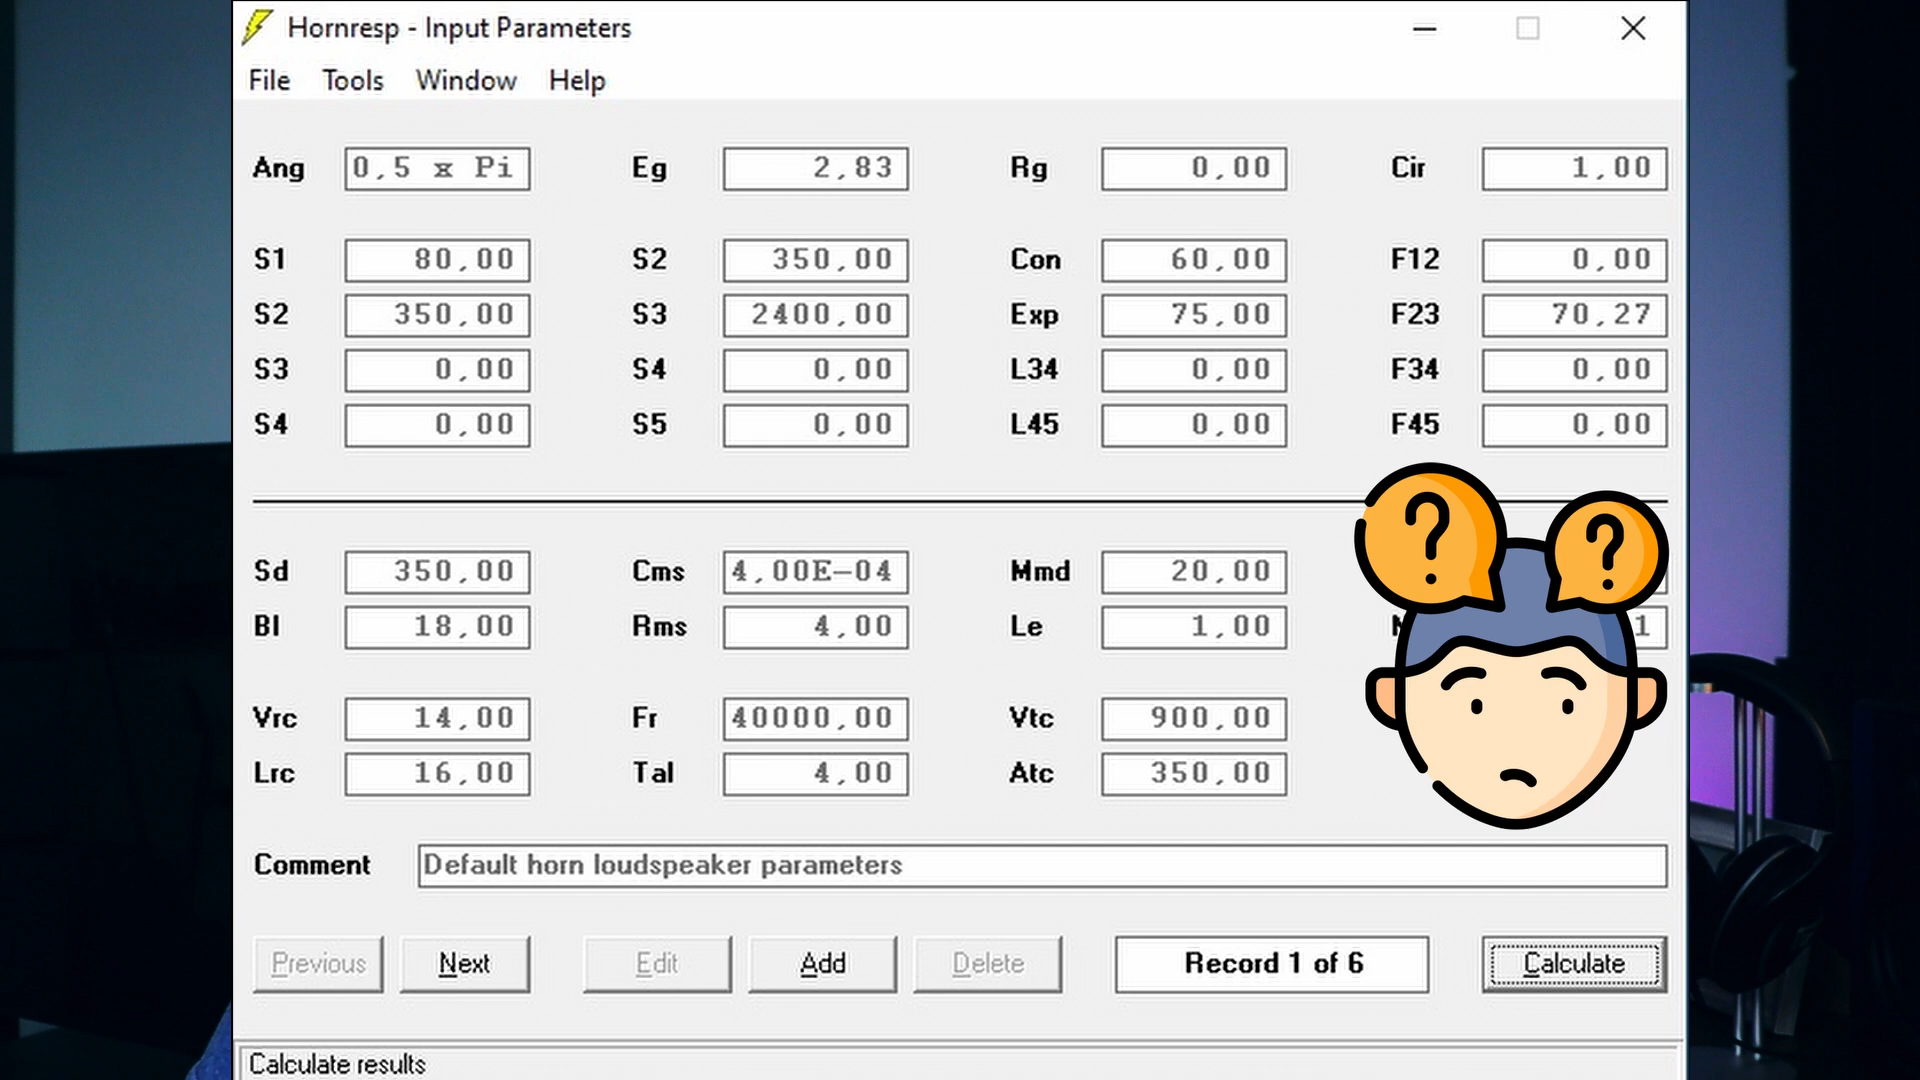 Hornresp - Input Parameters
File Tools Window Help
Ang 0,5 x Pi Eg 2,83 Rg 0,00 Cir 1,00
S1 80,00 S2 350,00 Con 60,00 F12 0,00
S2 350,00 S3 2400,00 Exp 75,00 F23 70,27
S3 0,00 S4 0,00 L34 0,00 F34 0,00
S4 0,00 S5 0,00 L45 0,00 F45 0,00
Sd 350,00 Cms 4,00E-04 Mmd 20,00
Bl 18,00 Rms 4,00 Le 1,00 1
Vrc 14,00 Fr 40000,00 Vtc 900,00
Lrc 16,00 Tal 4,00 Atc 350,00
? ?
Comment Default horn loudspeaker parameters
Previous Next Edit Add Delete Record 1 of 6 Calculate
Calculate results